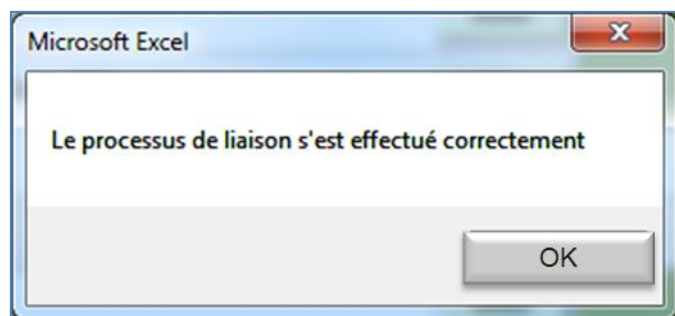 Microsoft Excel
Le processus de liaison s'est effectué correctement
OK